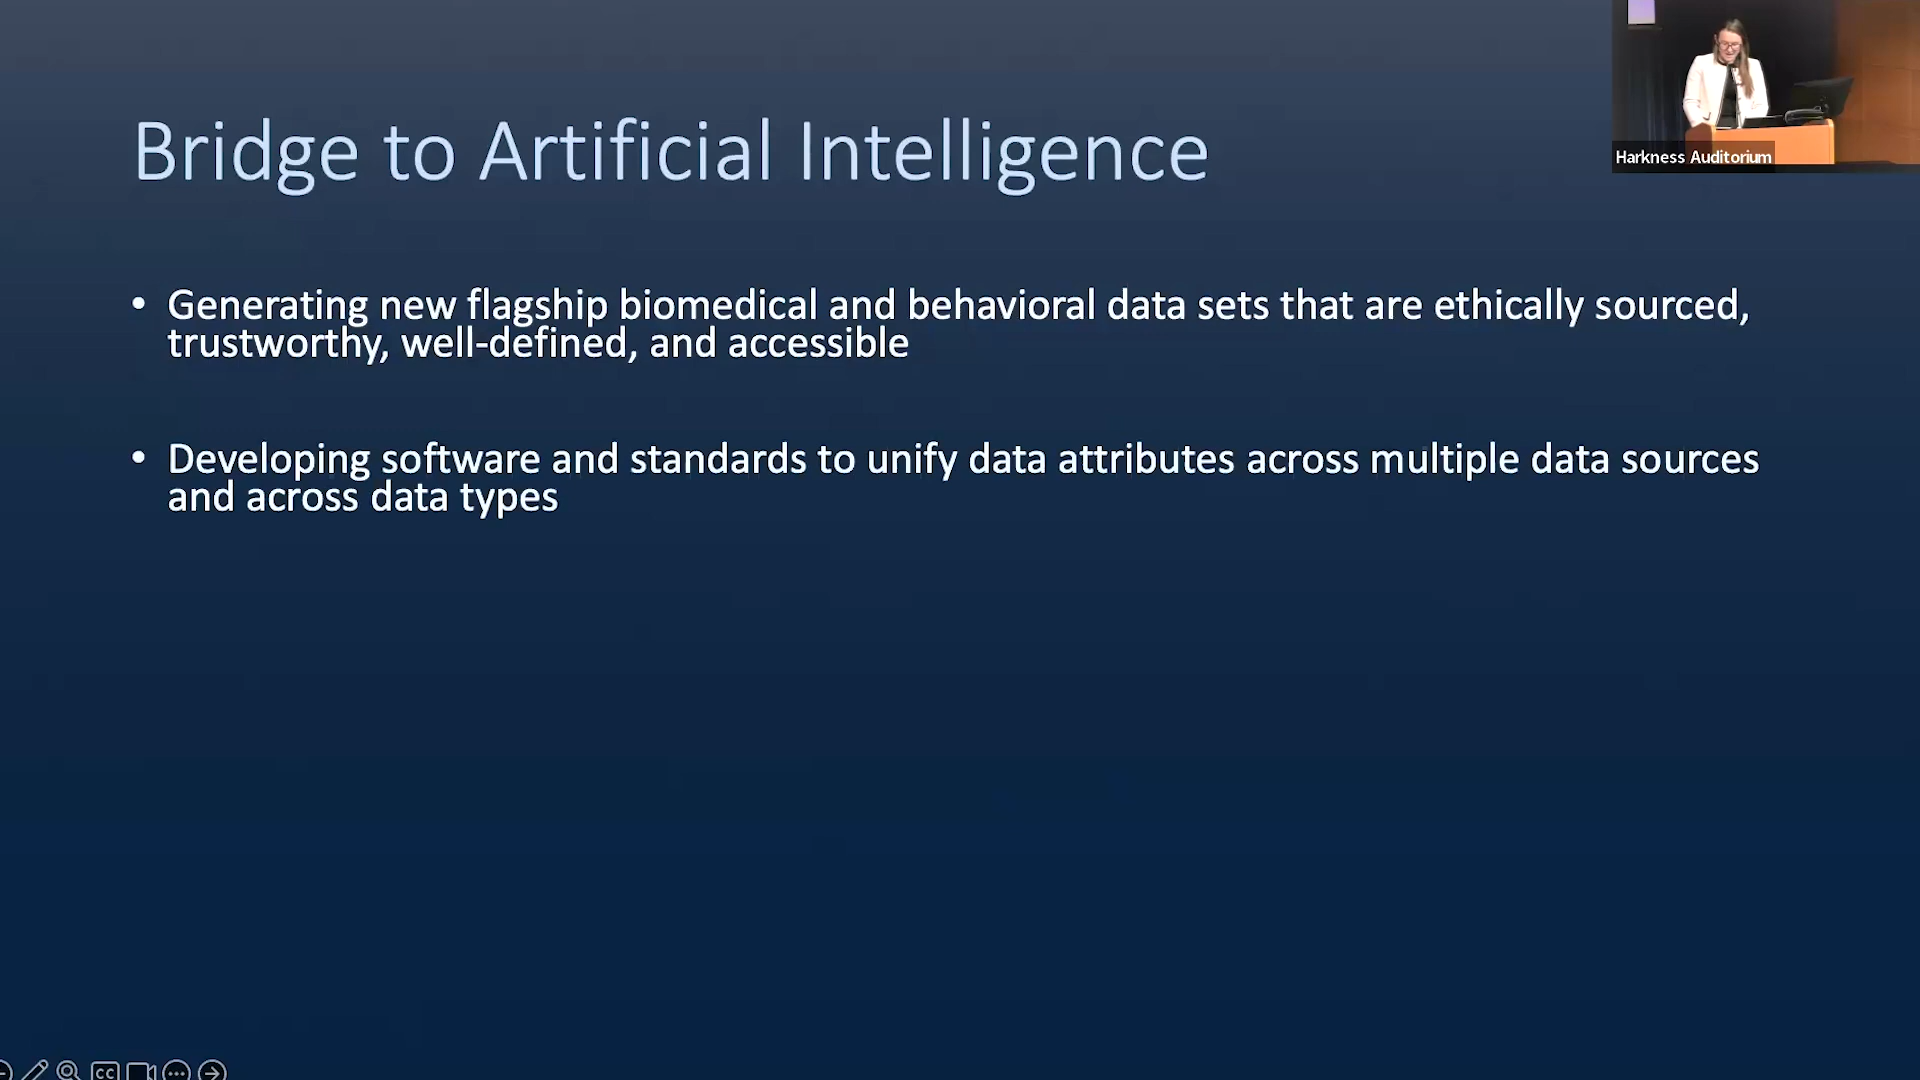 Bridge to Artificial Intelligence
Harkness Auditorium
• Generating new flagship biomedical and behavioral data sets that are ethically sourced,
trustworthy, well-defined, and accessible
• Developing software and standards to unify data attributes across multiple data sources
and across data types
CC